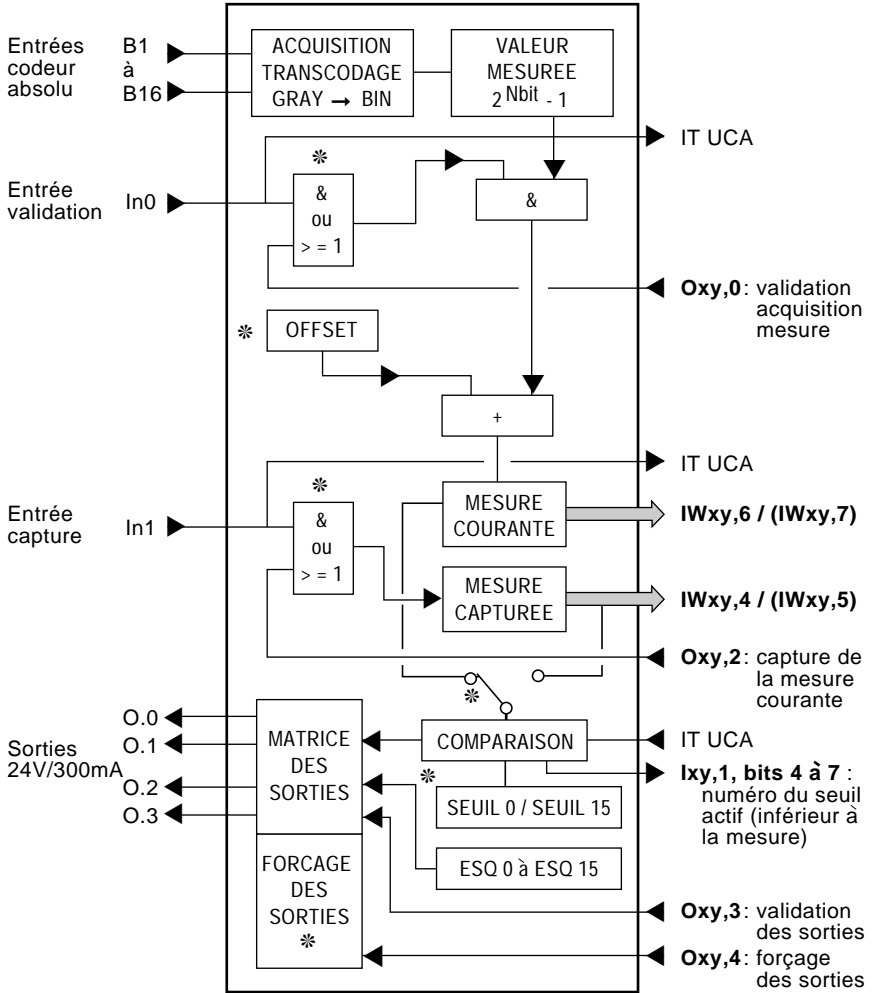 Entrées
codeur
absolu
B1
à
B16
ACQUISITION
TRANSCODAGE
GRAY → BIN
VALEUR
MESUREE
2 Nbit - 1
IT UCA
Entrée
validation
In0
❊
&
ou
> = 1
&
Oxy,0 : validation
acquisition
mesure
❊
OFFSET
+
IT UCA
Entrée
capture
In1
❊
&
ou
> = 1
MESURE
COURANTE
IWxy,6 / (IWxy,7)
MESURE
CAPTUREE
IWxy,4 / (IWxy,5)
Oxy,2 : capture de
la mesure
courante
❊
Sorties
24V/300mA
O.0
O.1
O.2
O.3
MATRICE
DES
SORTIES
COMPARAISON
IT UCA
Ixy,1, bits 4 à 7 :
numéro du seuil
actif (inférieur à
la mesure)
❊
SEUIL 0 / SEUIL 15
ESQ 0 à ESQ 15
FORCAGE
DES
SORTIES
❊
Oxy,3 : validation
des sorties
Oxy,4 : forçage
des sorties